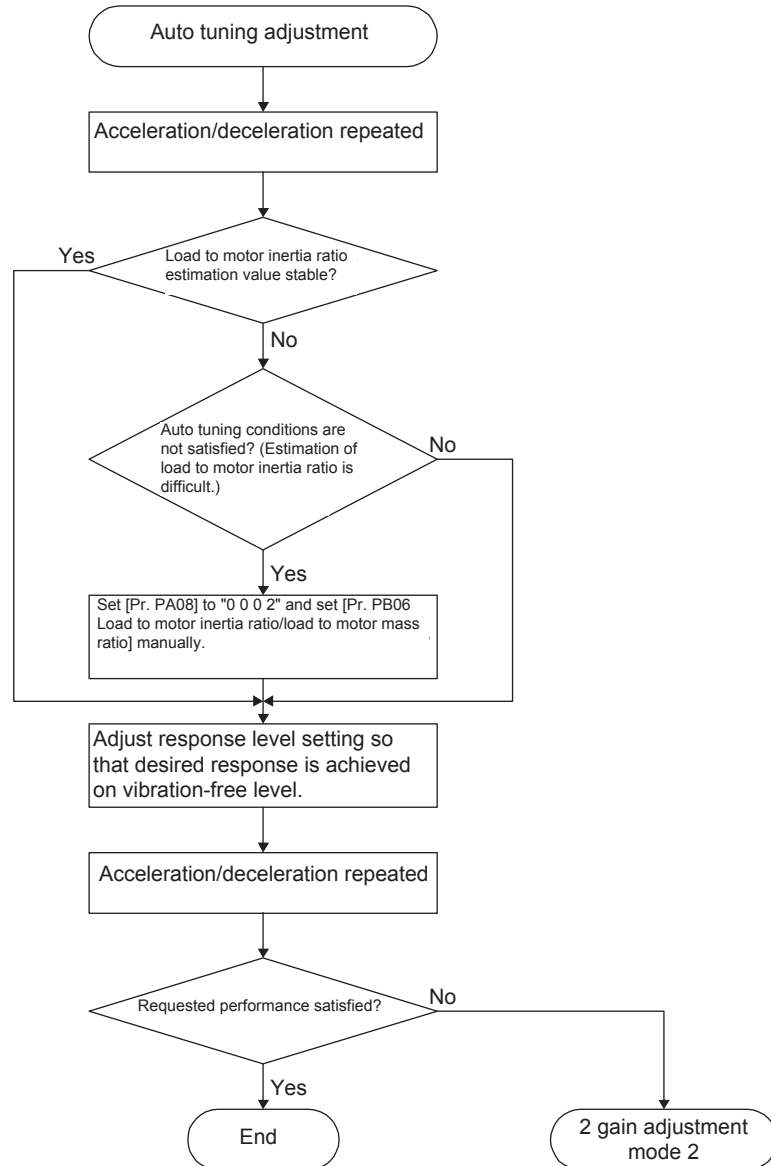 Auto tuning adjustment
Acceleration/deceleration repeated
Yes
Load to motor inertia ratio
estimation value stable?
No
Auto tuning conditions are
not satisfied? (Estimation of
load to motor inertia ratio is
difficult.)
No
Yes
Set [Pr. PA08] to "0 0 0 2" and set [Pr. PB06
Load to motor inertia ratio/load to motor mass
ratio] manually.
Adjust response level setting so
that desired response is achieved
on vibration-free level.
Acceleration/deceleration repeated
Requested performance satisfied?
No
Yes
End
2 gain adjustment
mode 2